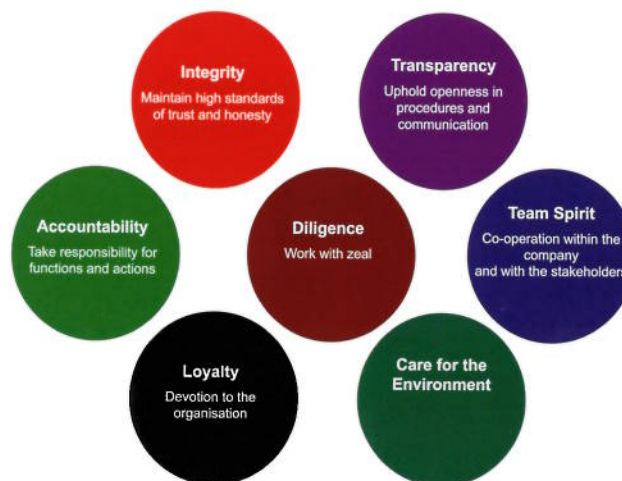 Integrity
Maintain high standards
of trust and honesty
Transparency
Uphold openness in
procedures and
communication
Accountability
Take responsibility for
functions and actions
Diligence
Work with zeal
Team Spirit
Co-operation within the
company
and with the stakeholders
Loyalty
Devotion to the
organisation
Care for the
Environment